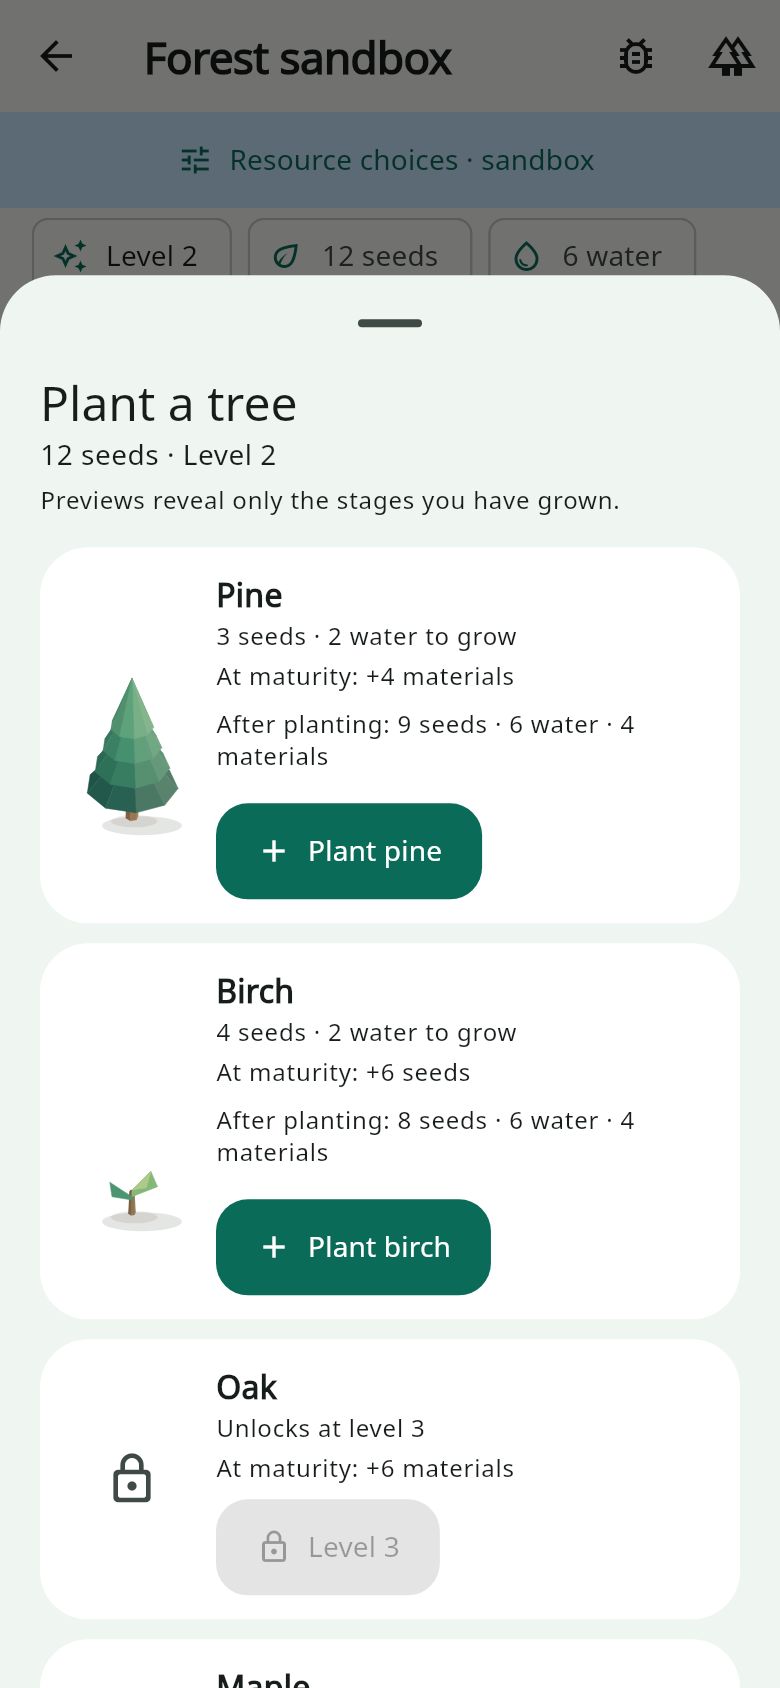 Forest sandbox
Resource choices · sandbox
Level 2
12 seeds
6 water
Plant a tree
12 seeds · Level 2
Previews reveal only the stages you have grown.
Pine
3 seeds · 2 water to grow
At maturity: +4 materials
After planting: 9 seeds · 6 water · 4
materials
Plant pine
Birch
4 seeds · 2 water to grow
At maturity: +6 seeds
After planting: 8 seeds · 6 water · 4
materials
Plant birch
Oak
Unlocks at level 3
At maturity: +6 materials
Level 3
Maple